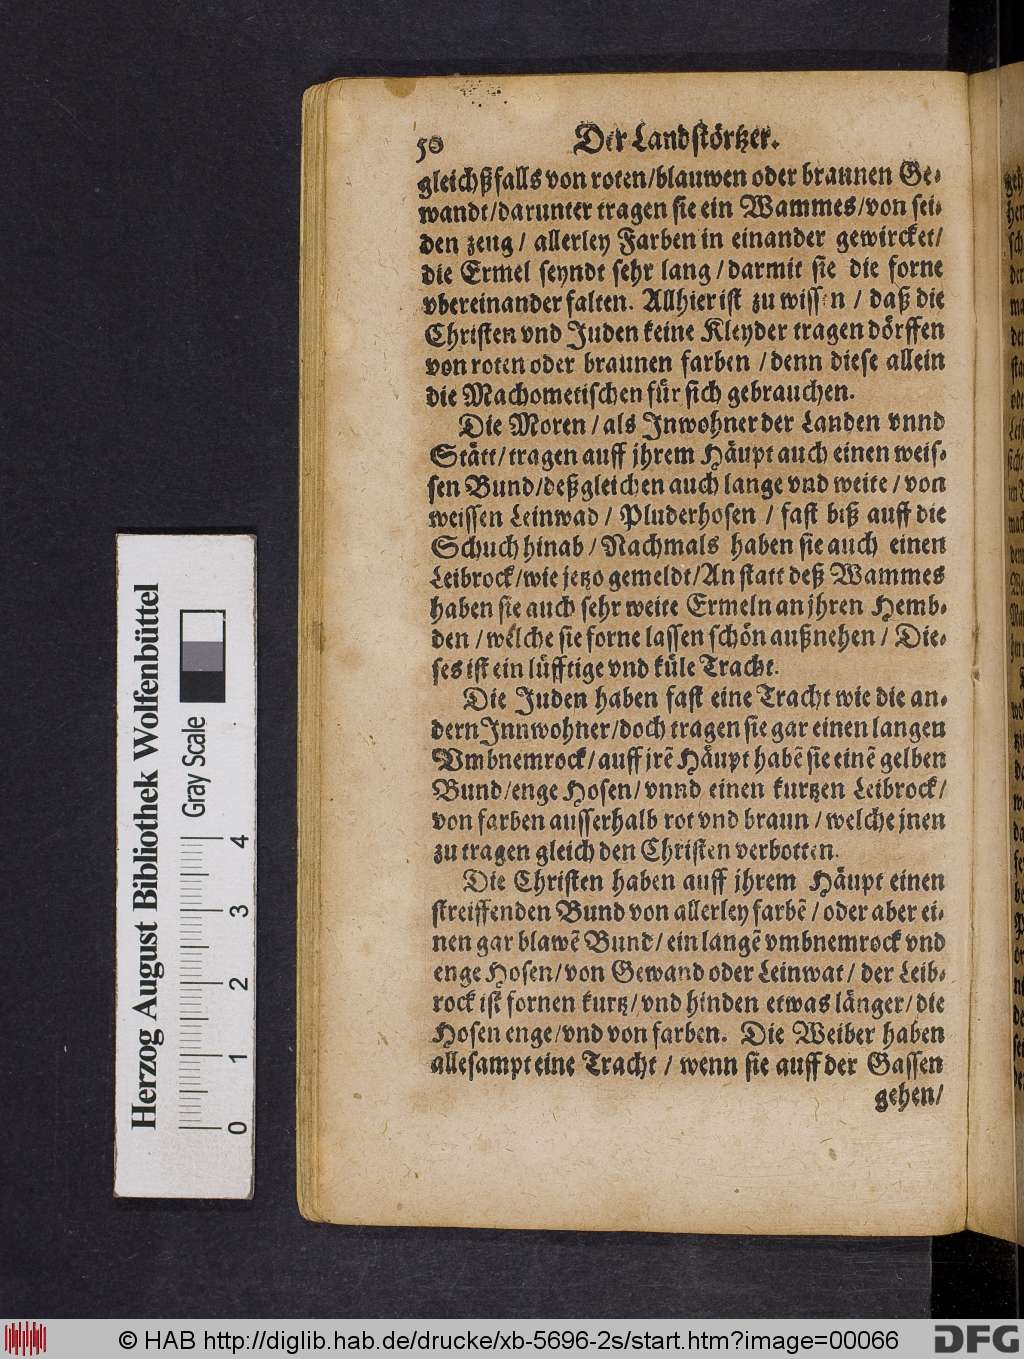 50 Der Landstörtzer.
gleichßfalls von roten/blauwen oder braunen Ge-
wandt/darunter tragen sie ein Wammes/von sei-
den zeug / allerley Farben in einander gewircket/
die Ermel seyndt sehr lang / darmit sie die forne
vbereinander falten. Allhier ist zu wissen / daß die
Christen vnd Juden keine Kleyder tragen dörffen
von roten oder braunen farben / denn diese allein
die Machometischen für sich gebrauchen.
Die Moren / als Inwohner der Landen vnnd
Stätt/tragen auff jhrem Häupt auch einen weis-
sen Bund/deßgleichen auch lange vnd weite / von
weissen Leinwad / Pluderhosen / fast biß auff die
Schuch hinab / Nachmals haben sie auch einen
Leibrock/wie jetzo gemeldt/An statt deß Wammes
haben sie auch sehr weite Ermeln an jhren Hemb-
den / welche sie forne lassen schön außnehen / Die-
ses ist ein lüfftige vnd küle Tracht.
Die Juden haben fast eine Tracht wie die an-
dern Innwohner/doch tragen sie gar einen langen
Vmbnemrock/auff jrē Häupt habē sie einē gelben
Bund/enge Hosen/vnnd einen kurtzen Leibrock/
von farben ausserhalb rot vnd braun / welche jnen
zu tragen gleich den Christen verbotten.
Die Christen haben auff jhrem Häupt einen
streiffenden Bund von allerley farbē / oder aber ei-
nen gar blawē Bund/ein langē vmbnemrock vnd
enge Hosen/von Gewand oder Leinwat / der Leib-
rock ist fornen kurtz/vnd hinden etwas länger/die
Hosen enge/vnd von farben. Die Weiber haben
allesampt eine Tracht / wenn sie auff der Gassen
gehen/
Herzog August Bibliothek Wolfenbüttel
Gray Scale
0 1 2 3 4
© HAB http://diglib.hab.de/drucke/xb-5696-2s/start.htm?image=00066
DFG